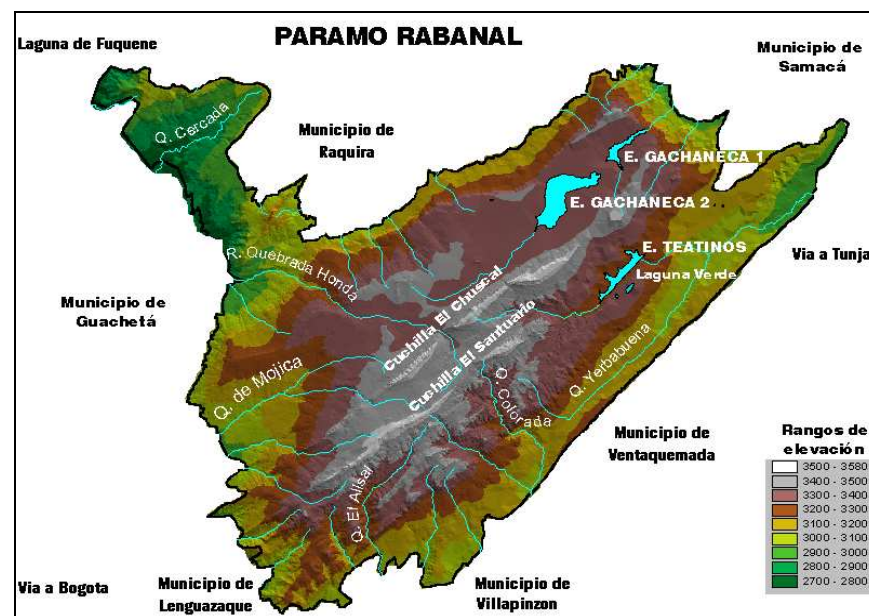 PARAMO RABANAL
Laguna de Fuquene
Municipio de
Samacá
Q. Cercada
Municipio de
Raquira
E. GACHANECA 1
E. GACHANECA 2
E. TEATINOS
Laguna Verde
Via a Tunja
R. Quebrada Honda
Municipio de
Guachetá
Cuchilla El Chuscal
Cuchilla El Santuario
Q. de Mojica
Q. Colorada
Q. Yerbabuena
Municipio de
Ventaquemada
Q. El Alisal
Via a Bogota
Municipio de
Lenguazaque
Municipio de
Villapinzon
Rangos de
elevación
3500 - 3580
3400 - 3500
3300 - 3400
3200 - 3300
3100 - 3200
3000 - 3100
2900 - 3000
2800 - 2900
2700 - 2800